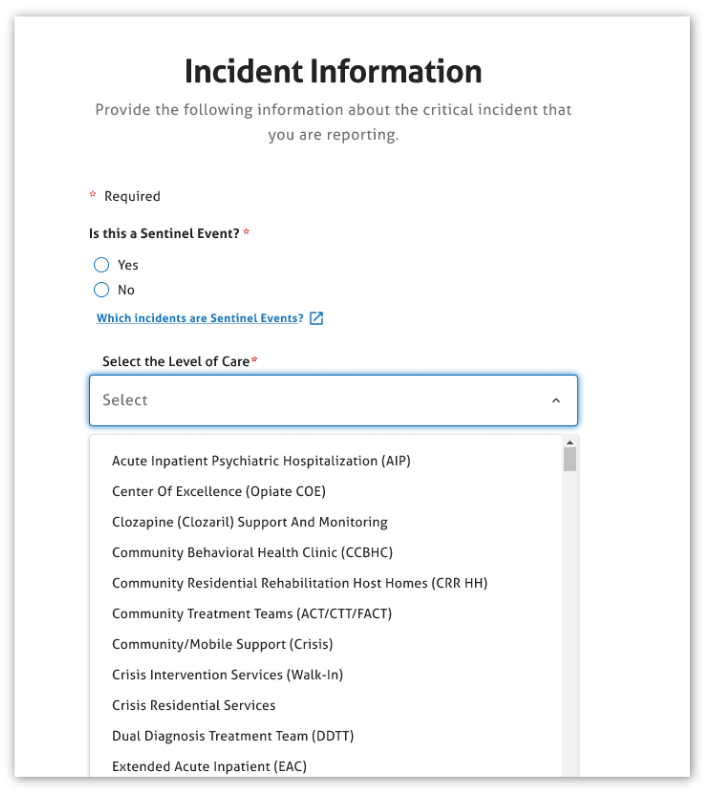 Incident Information
Provide the following information about the critical incident that
you are reporting.
* Required
Is this a Sentinel Event? *
Yes
No
Which incidents are Sentinel Events?
Select the Level of Care*
Select
Acute Inpatient Psychiatric Hospitalization (AIP)
Center Of Excellence (Opiate COE)
Clozapine (Clozaril) Support And Monitoring
Community Behavioral Health Clinic (CCBHC)
Community Residential Rehabilitation Host Homes (CRR HH)
Community Treatment Teams (ACT/CTT/FACT)
Community/Mobile Support (Crisis)
Crisis Intervention Services (Walk-In)
Crisis Residential Services
Dual Diagnosis Treatment Team (DDTT)
Extended Acute Inpatient (EAC)